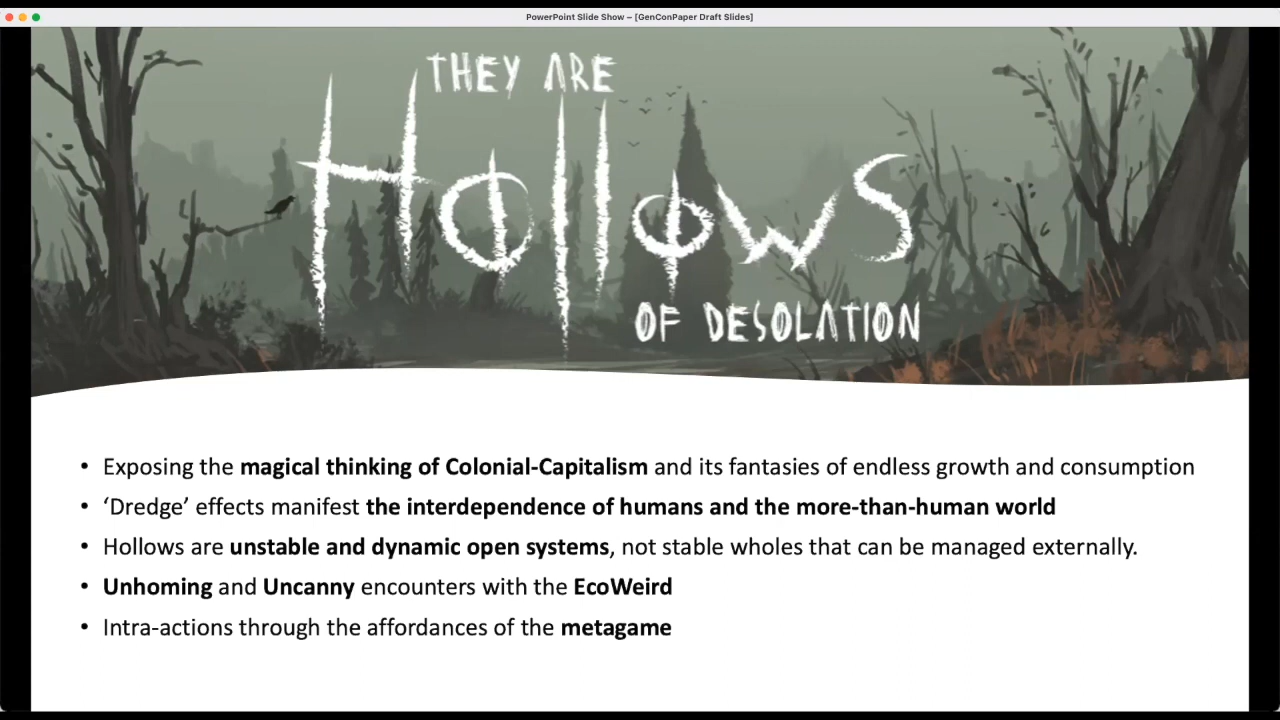 PowerPoint Slide Show – [GenConPaper Draft Slides]
THEY ARE
Hollows
OF DESOLATION
• Exposing the magical thinking of Colonial-Capitalism and its fantasies of endless growth and consumption
• ‘Dredge’ effects manifest the interdependence of humans and the more-than-human world
• Hollows are unstable and dynamic open systems, not stable wholes that can be managed externally.
• Unhoming and Uncanny encounters with the EcoWeird
• Intra-actions through the affordances of the metagame